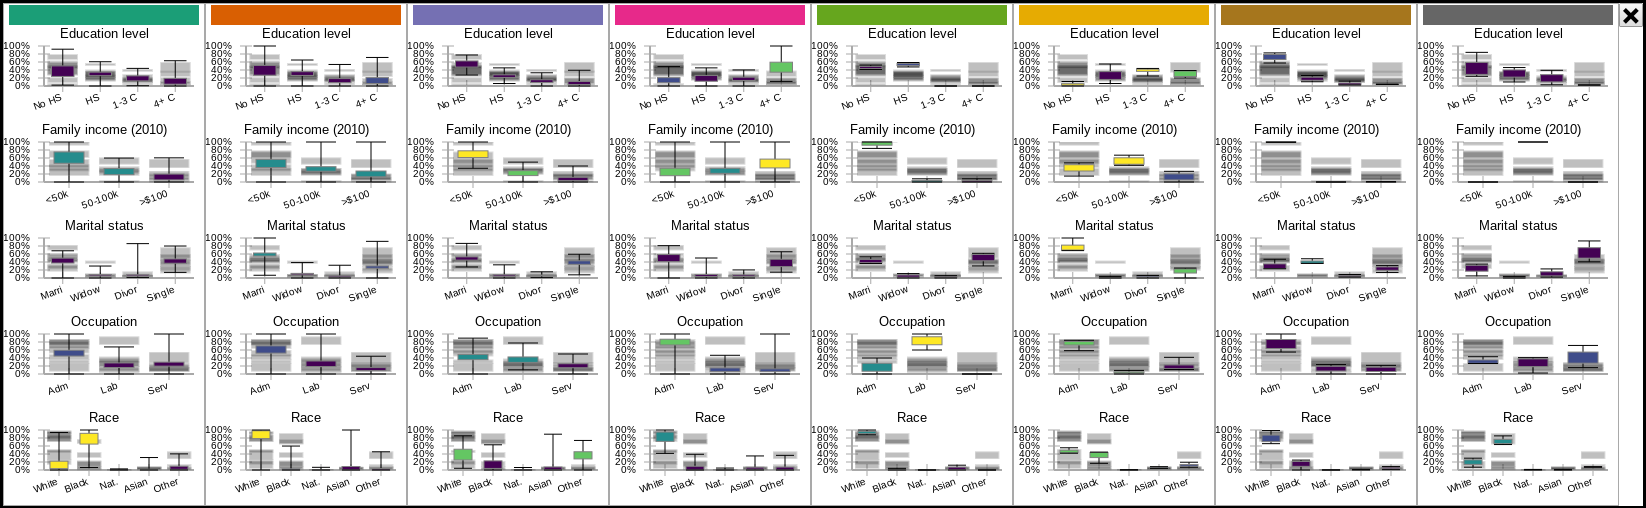 Education level Education level Education level Education level Education level Education level Education level Education level
100% 100% 100% 100% 100% 100% 100% 100%
80% 80% 80% 80% 80% 80% 80% 80%
60% 60% 60% 60% 60% 60% 60% 60%
40% 40% 40% 40% 40% 40% 40% 40%
20% 20% 20% 20% 20% 20% 20% 20%
0% 0% 0% 0% 0% 0% 0% 0%
No HS HS 1-3 C 4+ C No HS HS 1-3 C 4+ C No HS HS 1-3 C 4+ C No HS HS 1-3 C 4+ C No HS HS 1-3 C 4+ C No HS HS 1-3 C 4+ C No HS HS 1-3 C 4+ C No HS HS 1-3 C 4+ C
Family income (2010) Family income (2010) Family income (2010) Family income (2010) Family income (2010) Family income (2010) Family income (2010) Family income (2010)
100% 100% 100% 100% 100% 100% 100% 100%
80% 80% 80% 80% 80% 80% 80% 80%
60% 60% 60% 60% 60% 60% 60% 60%
40% 40% 40% 40% 40% 40% 40% 40%
20% 20% 20% 20% 20% 20% 20% 20%
0% 0% 0% 0% 0% 0% 0% 0%
<50k 50-100k >$100 <50k 50-100k >$100 <50k 50-100k >$100 <50k 50-100k >$100 <50k 50-100k >$100 <50k 50-100k >$100 <50k 50-100k >$100 <50k 50-100k >$100
Marital status Marital status Marital status Marital status Marital status Marital status Marital status Marital status
100% 100% 100% 100% 100% 100% 100% 100%
80% 80% 80% 80% 80% 80% 80% 80%
60% 60% 60% 60% 60% 60% 60% 60%
40% 40% 40% 40% 40% 40% 40% 40%
20% 20% 20% 20% 20% 20% 20% 20%
0% 0% 0% 0% 0% 0% 0% 0%
Marri Widow Divor Single Marri Widow Divor Single Marri Widow Divor Single Marri Widow Divor Single Marri Widow Divor Single Marri Widow Divor Single Marri Widow Divor Single Marri Widow Divor Single
Occupation Occupation Occupation Occupation Occupation Occupation Occupation Occupation
100% 100% 100% 100% 100% 100% 100% 100%
80% 80% 80% 80% 80% 80% 80% 80%
60% 60% 60% 60% 60% 60% 60% 60%
40% 40% 40% 40% 40% 40% 40% 40%
20% 20% 20% 20% 20% 20% 20% 20%
0% 0% 0% 0% 0% 0% 0% 0%
Adm Lab Serv Adm Lab Serv Adm Lab Serv Adm Lab Serv Adm Lab Serv Adm Lab Serv Adm Lab Serv Adm Lab Serv
Race Race Race Race Race Race Race Race
100% 100% 100% 100% 100% 100% 100% 100%
80% 80% 80% 80% 80% 80% 80% 80%
60% 60% 60% 60% 60% 60% 60% 60%
40% 40% 40% 40% 40% 40% 40% 40%
20% 20% 20% 20% 20% 20% 20% 20%
0% 0% 0% 0% 0% 0% 0% 0%
White Black Nat. Asian Other White Black Nat. Asian Other White Black Nat. Asian Other White Black Nat. Asian Other White Black Nat. Asian Other White Black Nat. Asian Other White Black Nat. Asian Other White Black Nat. Asian Other